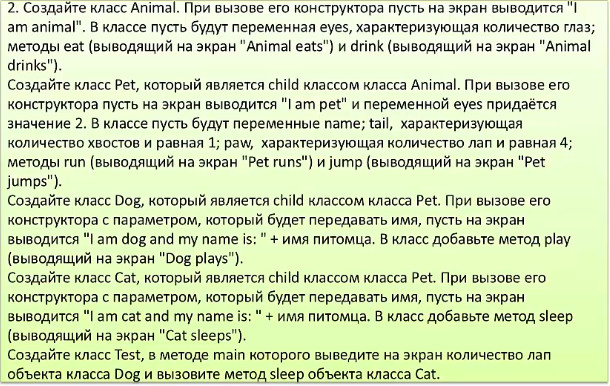 2. Создайте класс Animal. При вызове его конструктора пусть на экран выводится "I
am animal". В классе пусть будут переменная eyes, характеризующая количество глаз;
методы eat (выводящий на экран "Animal eats") и drink (выводящий на экран "Animal
drinks").
Создайте класс Pet, который является child классом класса Animal. При вызове его
конструктора пусть на экран выводится "I am pet" и переменной eyes придаётся
значение 2. В классе пусть будут переменные name; tail,  характеризующая
количество хвостов и равная 1; paw,  характеризующая количество лап и равная 4;
методы run (выводящий на экран "Pet runs") и jump (выводящий на экран "Pet
jumps").
Создайте класс Dog, который является child классом класса Pet. При вызове его
конструктора с параметром, который будет передавать имя, пусть на экран
выводится "I am dog and my name is: " + имя питомца. В класс добавьте метод play
(выводящий на экран "Dog plays").
Создайте класс Cat, который является child классом класса Pet. При вызове его
конструктора с параметром, который будет передавать имя, пусть на экран
выводится "I am cat and my name is: " + имя питомца. В класс добавьте метод sleep
(выводящий на экран "Cat sleeps").
Создайте класс Test, в методе main которого выведите на экран количество лап
объекта класса Dog и вызовите метод sleep объекта класса Cat.